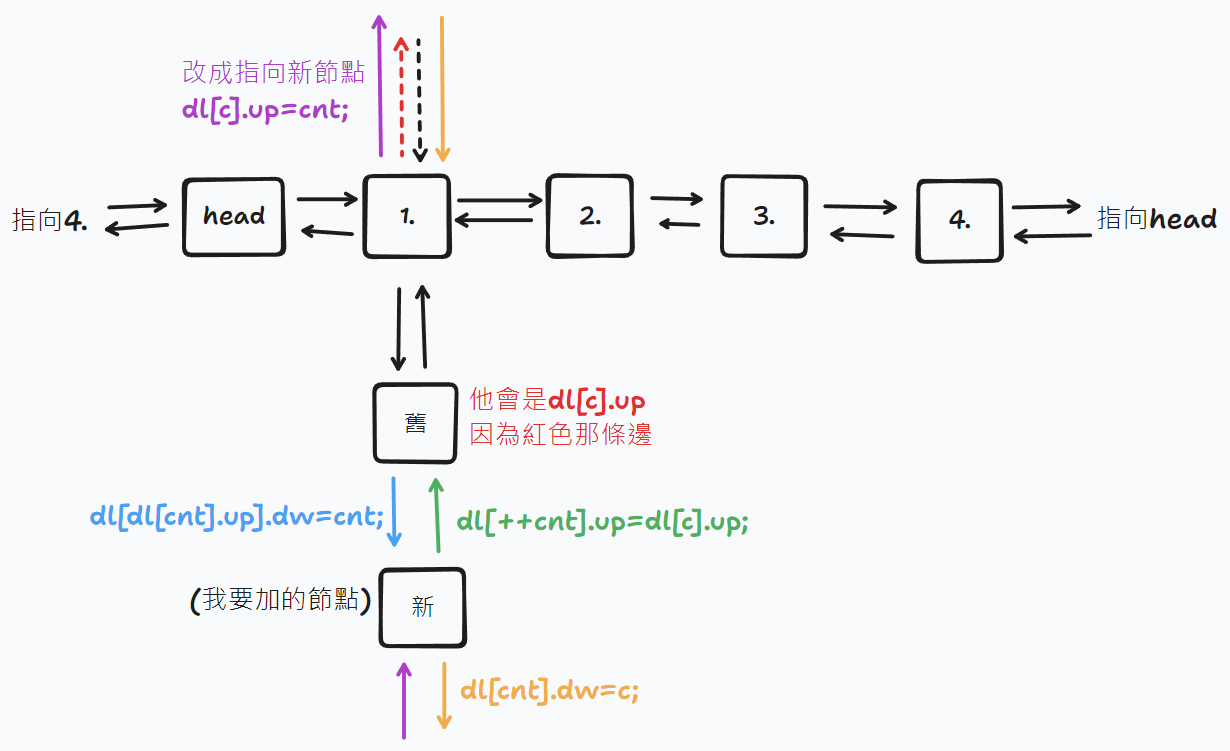 改成指向新節點
dl[c].up=cnt;
指向4.
head
1.
2.
3.
4.
指向head
舊
他會是dl[c].up
因為紅色那條邊
dl[dl[cnt].up].dw=cnt;
dl[++cnt].up=dl[c].up;
(我要加的節點)
新
dl[cnt].dw=c;